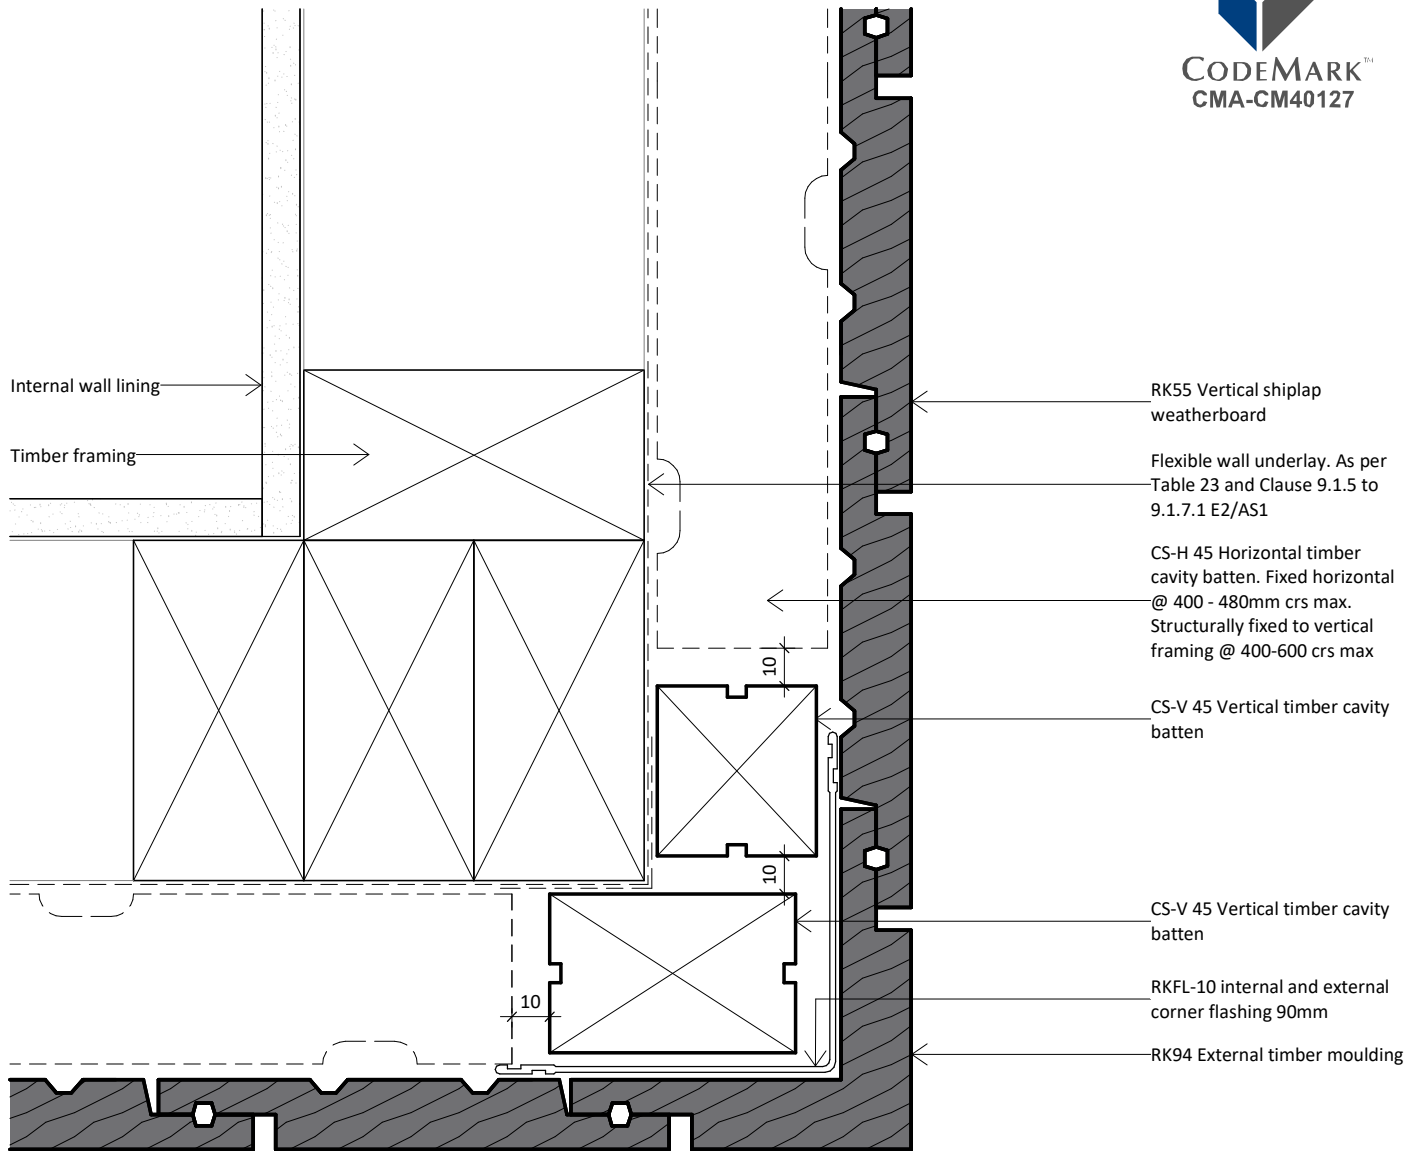 CODEMARK™
CMA-CM40127
Internal wall lining
Timber framing
RK55 Vertical shiplap
weatherboard
Flexible wall underlay. As per
Table 23 and Clause 9.1.5 to
9.1.7.1 E2/AS1
CS-H 45 Horizontal timber
cavity batten. Fixed horizontal
@ 400 - 480mm crs max.
Structurally fixed to vertical
framing @ 400-600 crs max
10
CS-V 45 Vertical timber cavity
batten
10
CS-V 45 Vertical timber cavity
batten
10
RKFL-10 internal and external
corner flashing 90mm
RK94 External timber moulding